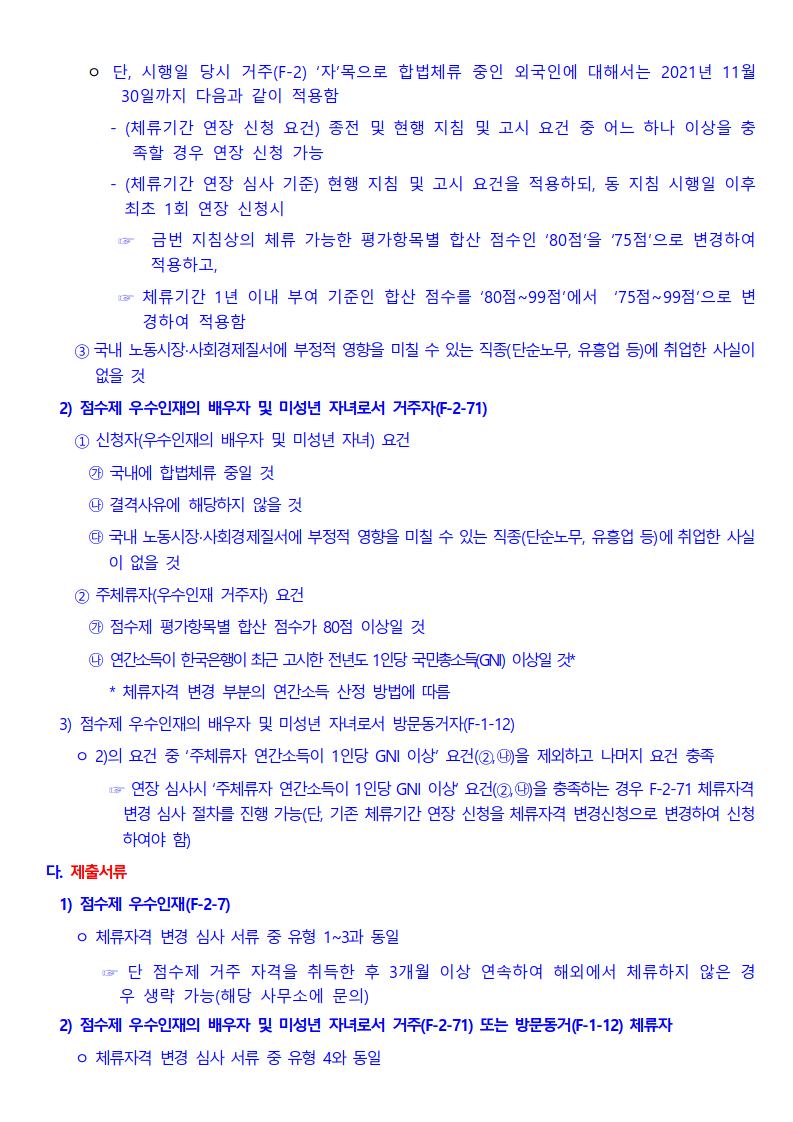 ㅇ 단, 시행일 당시 거주(F-2) ‘자’목으로 합법체류 중인 외국인에 대해서는 2021년 11월
30일까지 다음과 같이 적용함
- (체류기간 연장 신청 요건) 종전 및 현행 지침 및 고시 요건 중 어느 하나 이상을 충
족할 경우 연장 신청 가능
- (체류기간 연장 심사 기준) 현행 지침 및 고시 요건을 적용하되, 동 지침 시행일 이후
최초 1회 연장 신청시
☞ 금번 지침상의 체류 가능한 평가항목별 합산 점수인 ‘80점’을 ‘75점’으로 변경하여
적용하고,
☞ 체류기간 1년 이내 부여 기준인 합산 점수를 ‘80점~99점’에서 ‘75점~99점’으로 변
경하여 적용함
③ 국내 노동시장·사회경제질서에 부정적 영향을 미칠 수 있는 직종(단순노무, 유흥업 등)에 취업한 사실이
없을 것
2) 점수제 우수인재의 배우자 및 미성년 자녀로서 거주자(F-2-71)
① 신청자(우수인재의 배우자 및 미성년 자녀) 요건
㉮ 국내에 합법체류 중일 것
㉯ 결격사유에 해당하지 않을 것
㉰ 국내 노동시장·사회경제질서에 부정적 영향을 미칠 수 있는 직종(단순노무, 유흥업 등)에 취업한 사실
이 없을 것
② 주체류자(우수인재 거주자) 요건
㉮ 점수제 평가항목별 합산 점수가 80점 이상일 것
㉯ 연간소득이 한국은행이 최근 고시한 전년도 1인당 국민총소득(GNI) 이상일 것*
* 체류자격 변경 부분의 연간소득 산정 방법에 따름
3) 점수제 우수인재의 배우자 및 미성년 자녀로서 방문동거자(F-1-12)
ㅇ 2)의 요건 중 ‘주체류자 연간소득이 1인당 GNI 이상’ 요건(②,㉯)을 제외하고 나머지 요건 충족
☞ 연장 심사시 ‘주체류자 연간소득이 1인당 GNI 이상’ 요건(②,㉯)을 충족하는 경우 F-2-71 체류자격
변경 심사 절차를 진행 가능(단, 기존 체류기간 연장 신청을 체류자격 변경신청으로 변경하여 신청
하여야 함)
다. 제출서류
1) 점수제 우수인재(F-2-7)
ㅇ 체류자격 변경 심사 서류 중 유형 1~3과 동일
☞ 단 점수제 거주 자격을 취득한 후 3개월 이상 연속하여 해외에서 체류하지 않은 경
우 생략 가능(해당 사무소에 문의)
2) 점수제 우수인재의 배우자 및 미성년 자녀로서 거주(F-2-71) 또는 방문동거(F-1-12) 체류자
ㅇ 체류자격 변경 심사 서류 중 유형 4와 동일